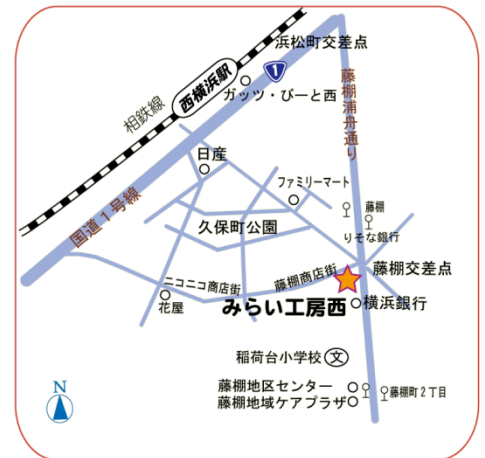 浜松町交差点
1
西横浜駅
ガッツ・びーと西
相鉄線
藤棚浦舟通り
日産
国道1号線
ファミリーマート
藤棚
久保町公園
りそな銀行
藤棚交差点
藤棚商店街
ニコニコ商店街
花屋
みらい工房西
横浜銀行
稲荷台小学校
文
藤棚地区センター
藤棚町2丁目
藤棚地域ケアプラザ
N